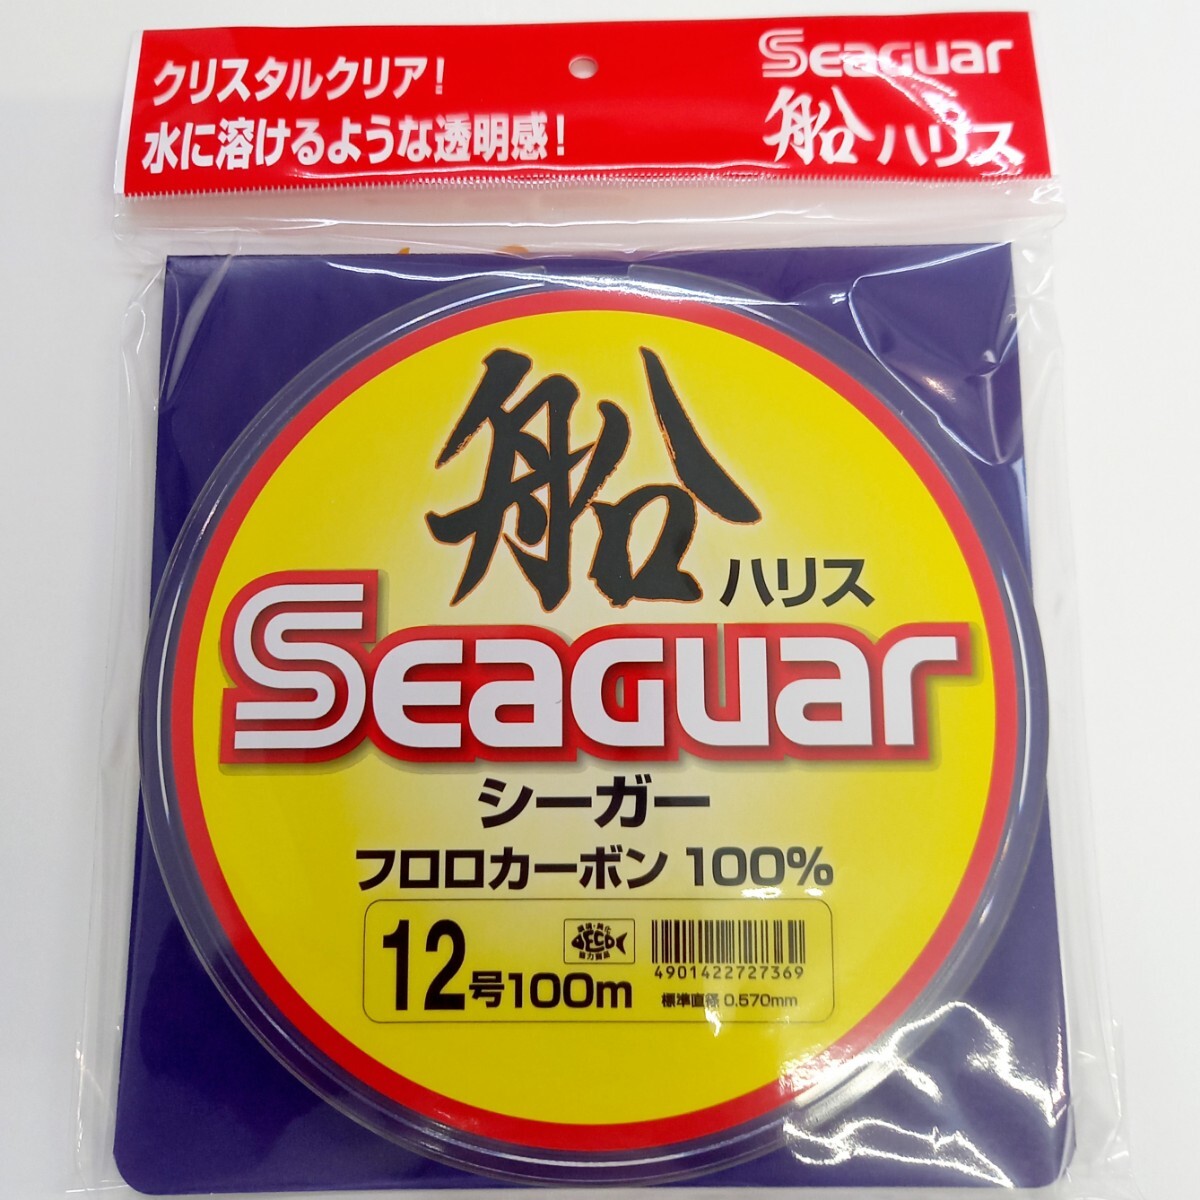 クリスタルクリア!
水に溶けるような透明感!
Seaguar
船ハリス
船
ハリス
Seaguar
シーガー
フロロカーボン 100%
12号100m
ECO
4901422727369
標準直径 0.570mm